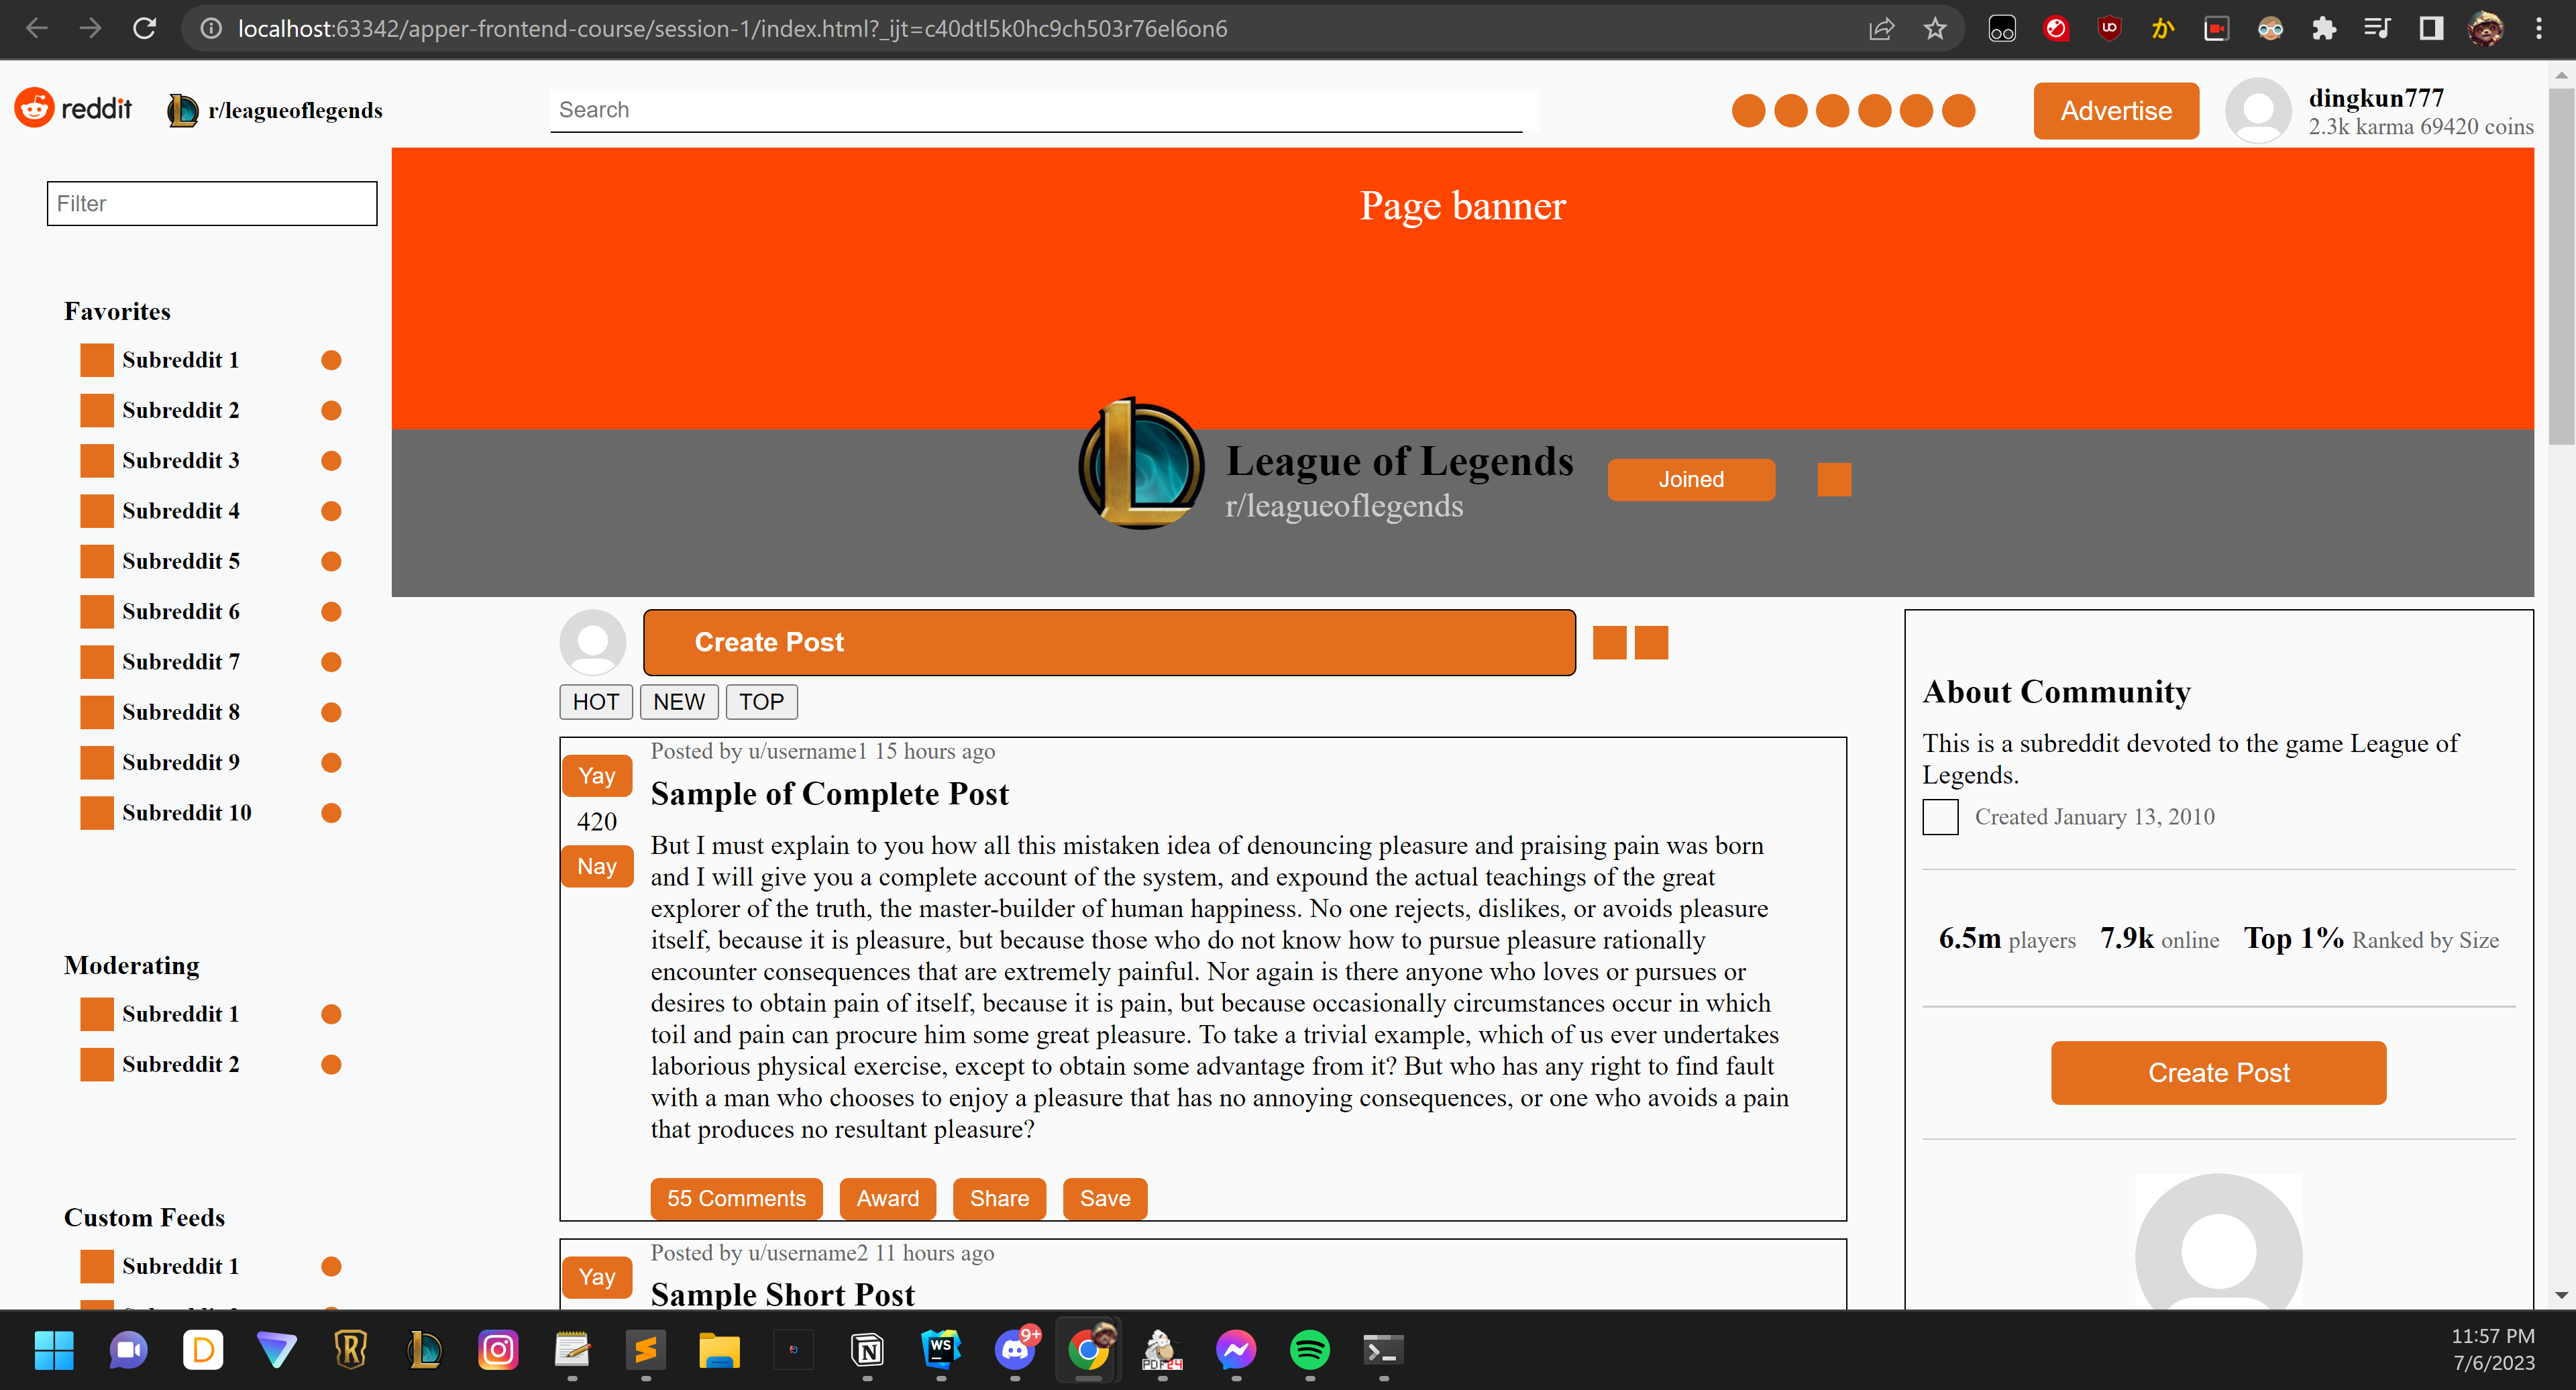 localhost:63342/apper-frontend-course/session-1/index.html?_ijt=c40dtl5k0hc9ch503r76el6on6
reddit
r/leagueoflegends
Search
Advertise
dingkun777
2.3k karma 69420 coins
Filter
Favorites
Subreddit 1
Subreddit 2
Subreddit 3
Subreddit 4
Subreddit 5
Subreddit 6
Subreddit 7
Subreddit 8
Subreddit 9
Subreddit 10
Moderating
Subreddit 1
Subreddit 2
Custom Feeds
Subreddit 1
Page banner
League of Legends
r/leagueoflegends
Joined
Create Post
HOT NEW TOP
Posted by u/username1 15 hours ago
Yay
420
Nay
Sample of Complete Post
But I must explain to you how all this mistaken idea of denouncing pleasure and praising pain was born
and I will give you a complete account of the system, and expound the actual teachings of the great
explorer of the truth, the master-builder of human happiness. No one rejects, dislikes, or avoids pleasure
itself, because it is pleasure, but because those who do not know how to pursue pleasure rationally
encounter consequences that are extremely painful. Nor again is there anyone who loves or pursues or
desires to obtain pain of itself, because it is pain, but because occasionally circumstances occur in which
toil and pain can procure him some great pleasure. To take a trivial example, which of us ever undertakes
laborious physical exercise, except to obtain some advantage from it? But who has any right to find fault
with a man who chooses to enjoy a pleasure that has no annoying consequences, or one who avoids a pain
that produces no resultant pleasure?
55 Comments Award Share Save
Posted by u/username2 11 hours ago
Yay
Sample Short Post
About Community
This is a subreddit devoted to the game League of
Legends.
Created January 13, 2010
6.5m players 7.9k online Top 1% Ranked by Size
Create Post
か
D
R
N
WS
9+
PDF24
11:57 PM
7/6/2023